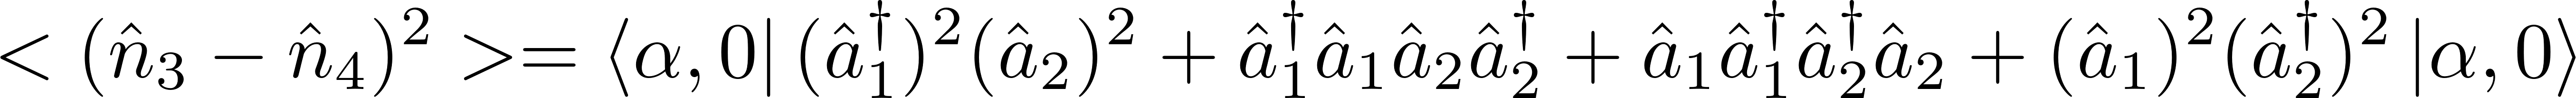 < (n̂₃ − n̂₄)² >= ⟨α, 0| (â₁†)²(â₂)² + â₁†â₁â₂â₂† + â₁â₁†â₂†â₂ + (â₁)²(â₂†)² |α, 0⟩